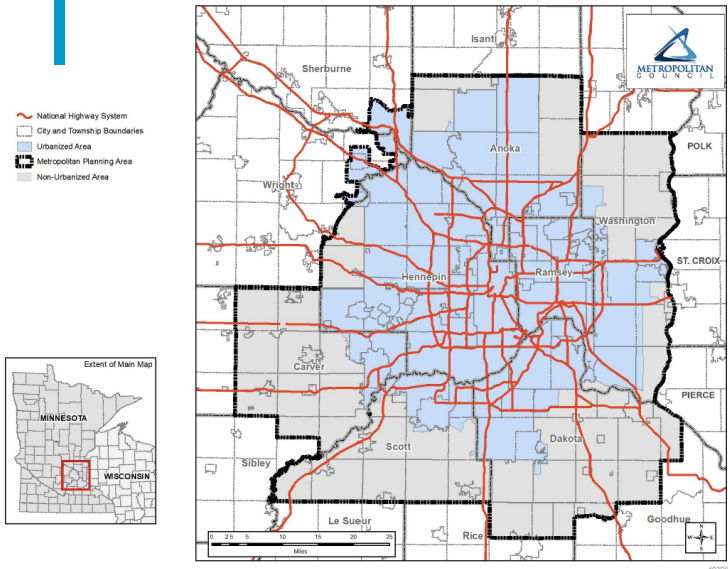 National Highway System
City and Township Boundaries
Urbanized Area
Metropolitan Planning Area
Non-Urbanized Area
Extent of Main Map
MINNESOTA
WISCONSIN
METROPOLITAN
COUNCIL
Isanti
Sherburne
Anoka
POLK
Wright
Washington
ST. CROIX
Hennepin
Ramsey
Carver
PIERCE
Scott
Dakota
Sibley
Le Sueur
Rice
Goodhue
0 2.5 5 10 15 20 25
Miles
N
W E
S